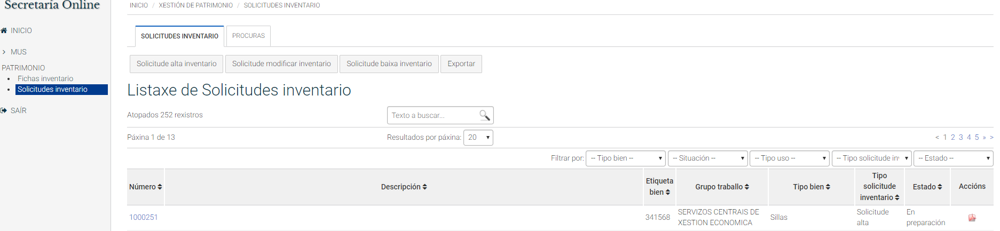 Secretaría Online
INICIO / XESTIÓN DE PATRIMONIO / SOLICITUDES INVENTARIO
INICIO
MUS
PATRIMONIO
Fichas inventario
Solicitudes inventario
SAÍR
SOLICITUDES INVENTARIO PROCURAS
Solicitude alta inventario Solicitude modificar inventario Solicitude baixa inventario Exportar
Listaxe de Solicitudes inventario
Atopados 252 rexistros Texto a buscar...
Páxina 1 de 13 Resultados por páxina: 20 < 1 2 3 4 5 » >
Filtrar por: -- Tipo bien -- -- Situación -- -- Tipo uso -- -- Tipo solicitude in -- Estado --
Número Descripción Etiqueta bien Grupo traballo Tipo bien Tipo solicitude inventario Estado Accións
1000251 341568 SERVIZOS CENTRAIS DE XESTION ECONOMICA Sillas Solicitude alta En preparación